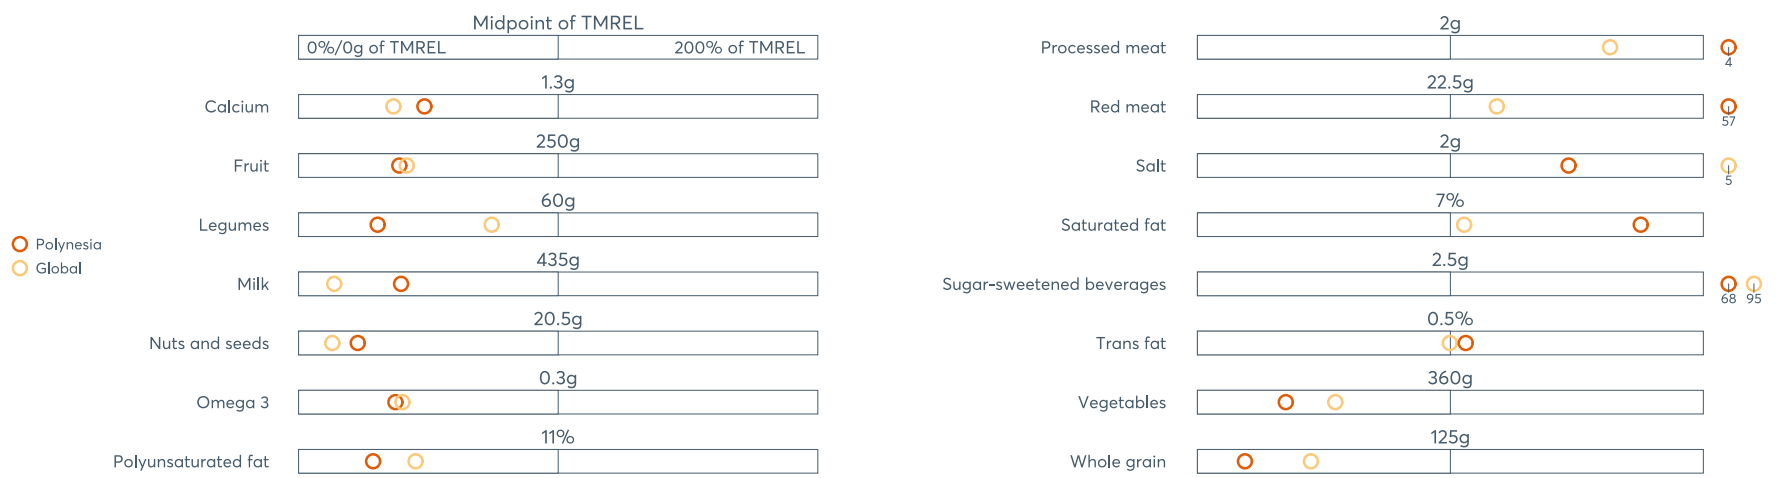 Midpoint of TMREL
0%/0g of TMREL 200% of TMREL
1.3g
Calcium
250g
Fruit
60g
Legumes
Polynesia
Global
435g
Milk
20.5g
Nuts and seeds
0.3g
Omega 3
11%
Polyunsaturated fat
2g
Processed meat
4
22.5g
Red meat
57
2g
Salt
5
7%
Saturated fat
2.5g
Sugar-sweetened beverages
68 95
0.5%
Trans fat
360g
Vegetables
125g
Whole grain